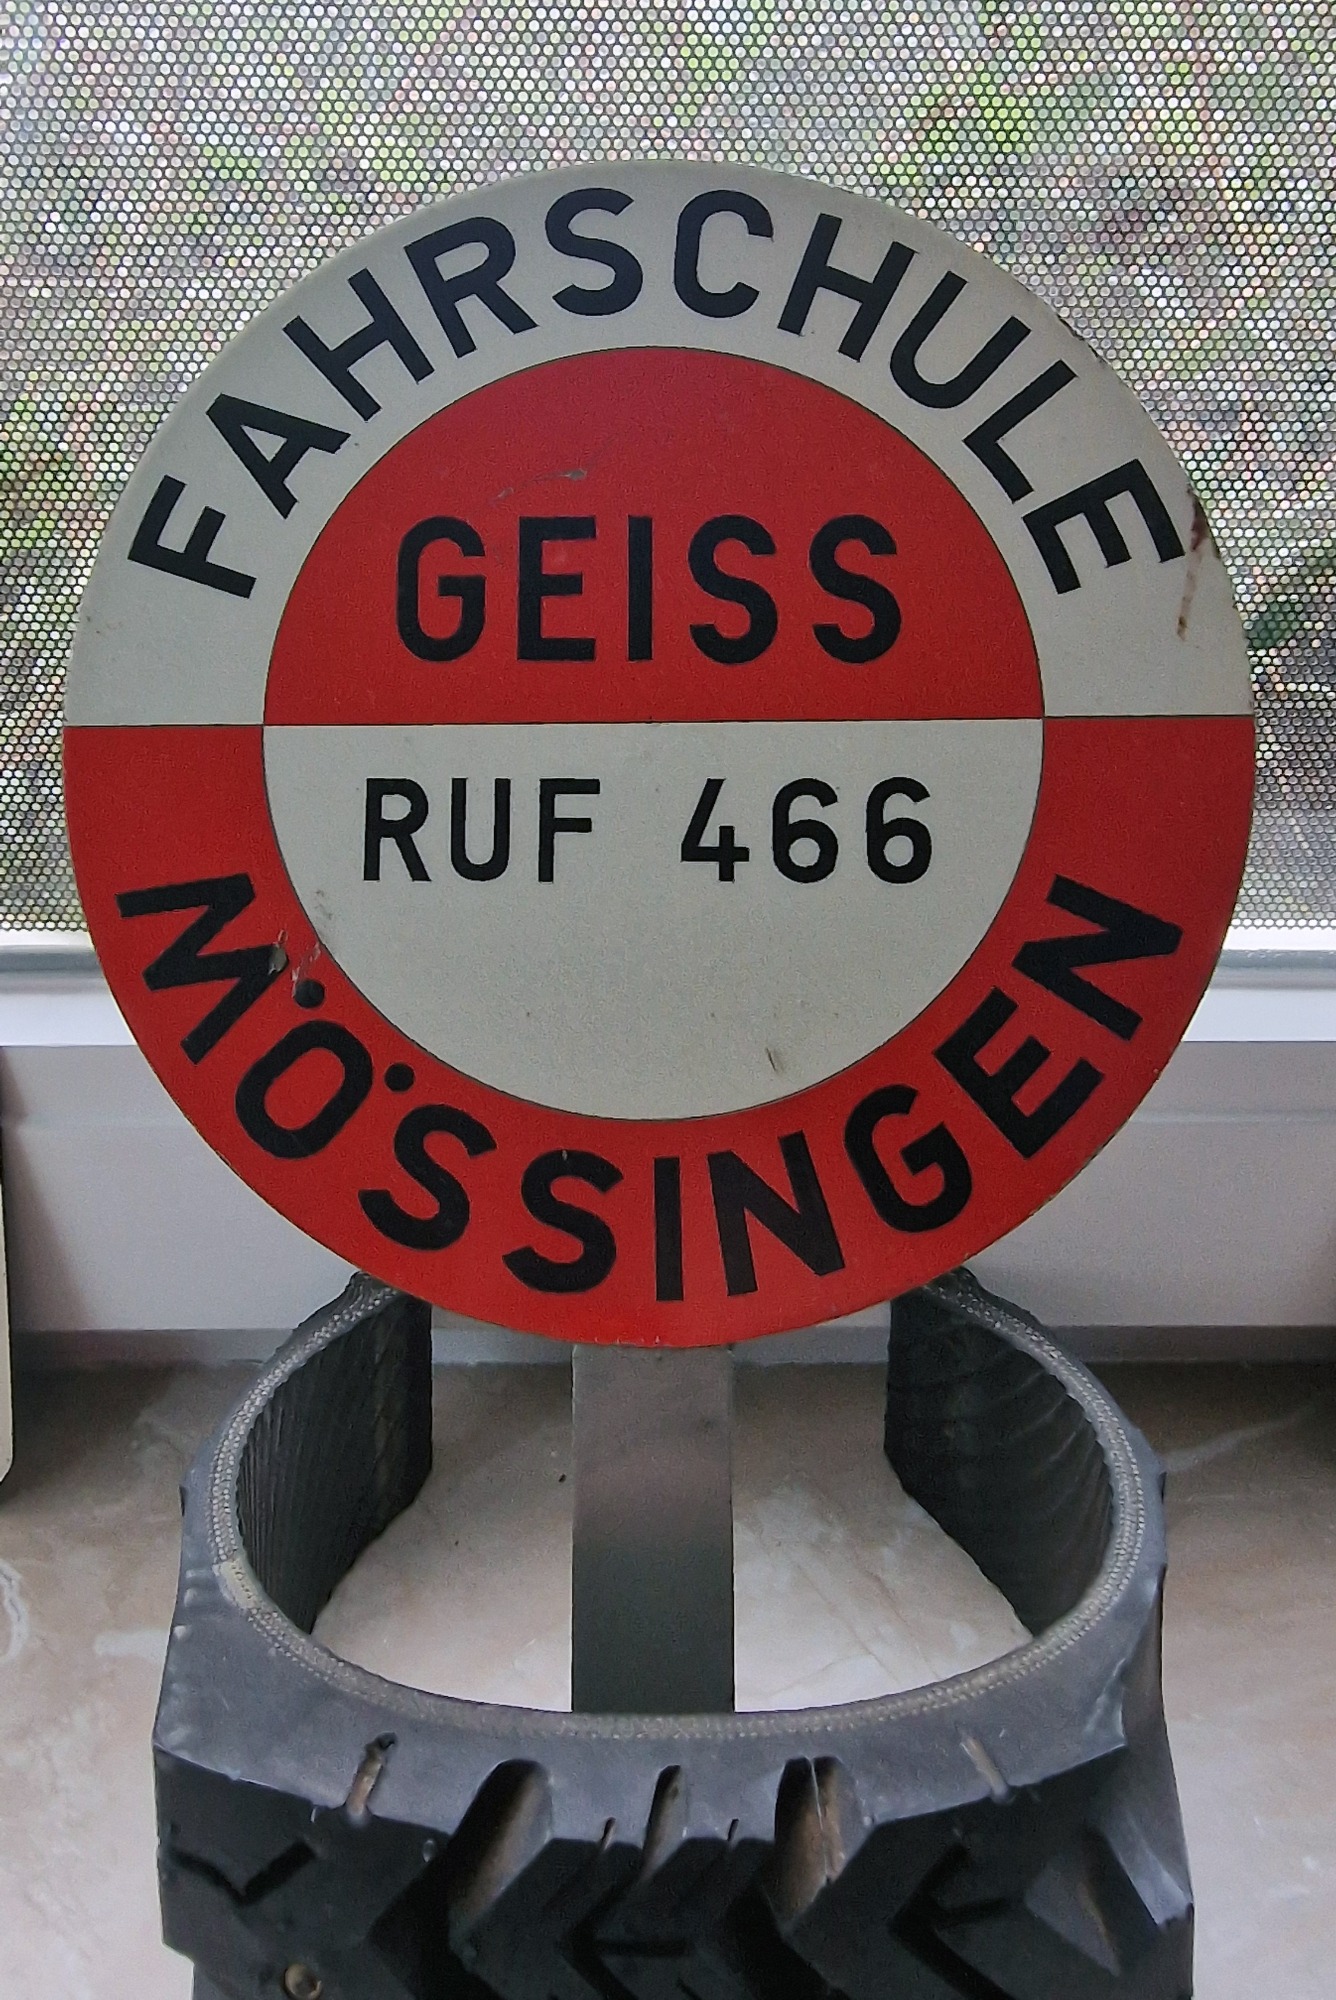 FAHRSCHULE
GEISS
RUF 466
MÖSSINGEN